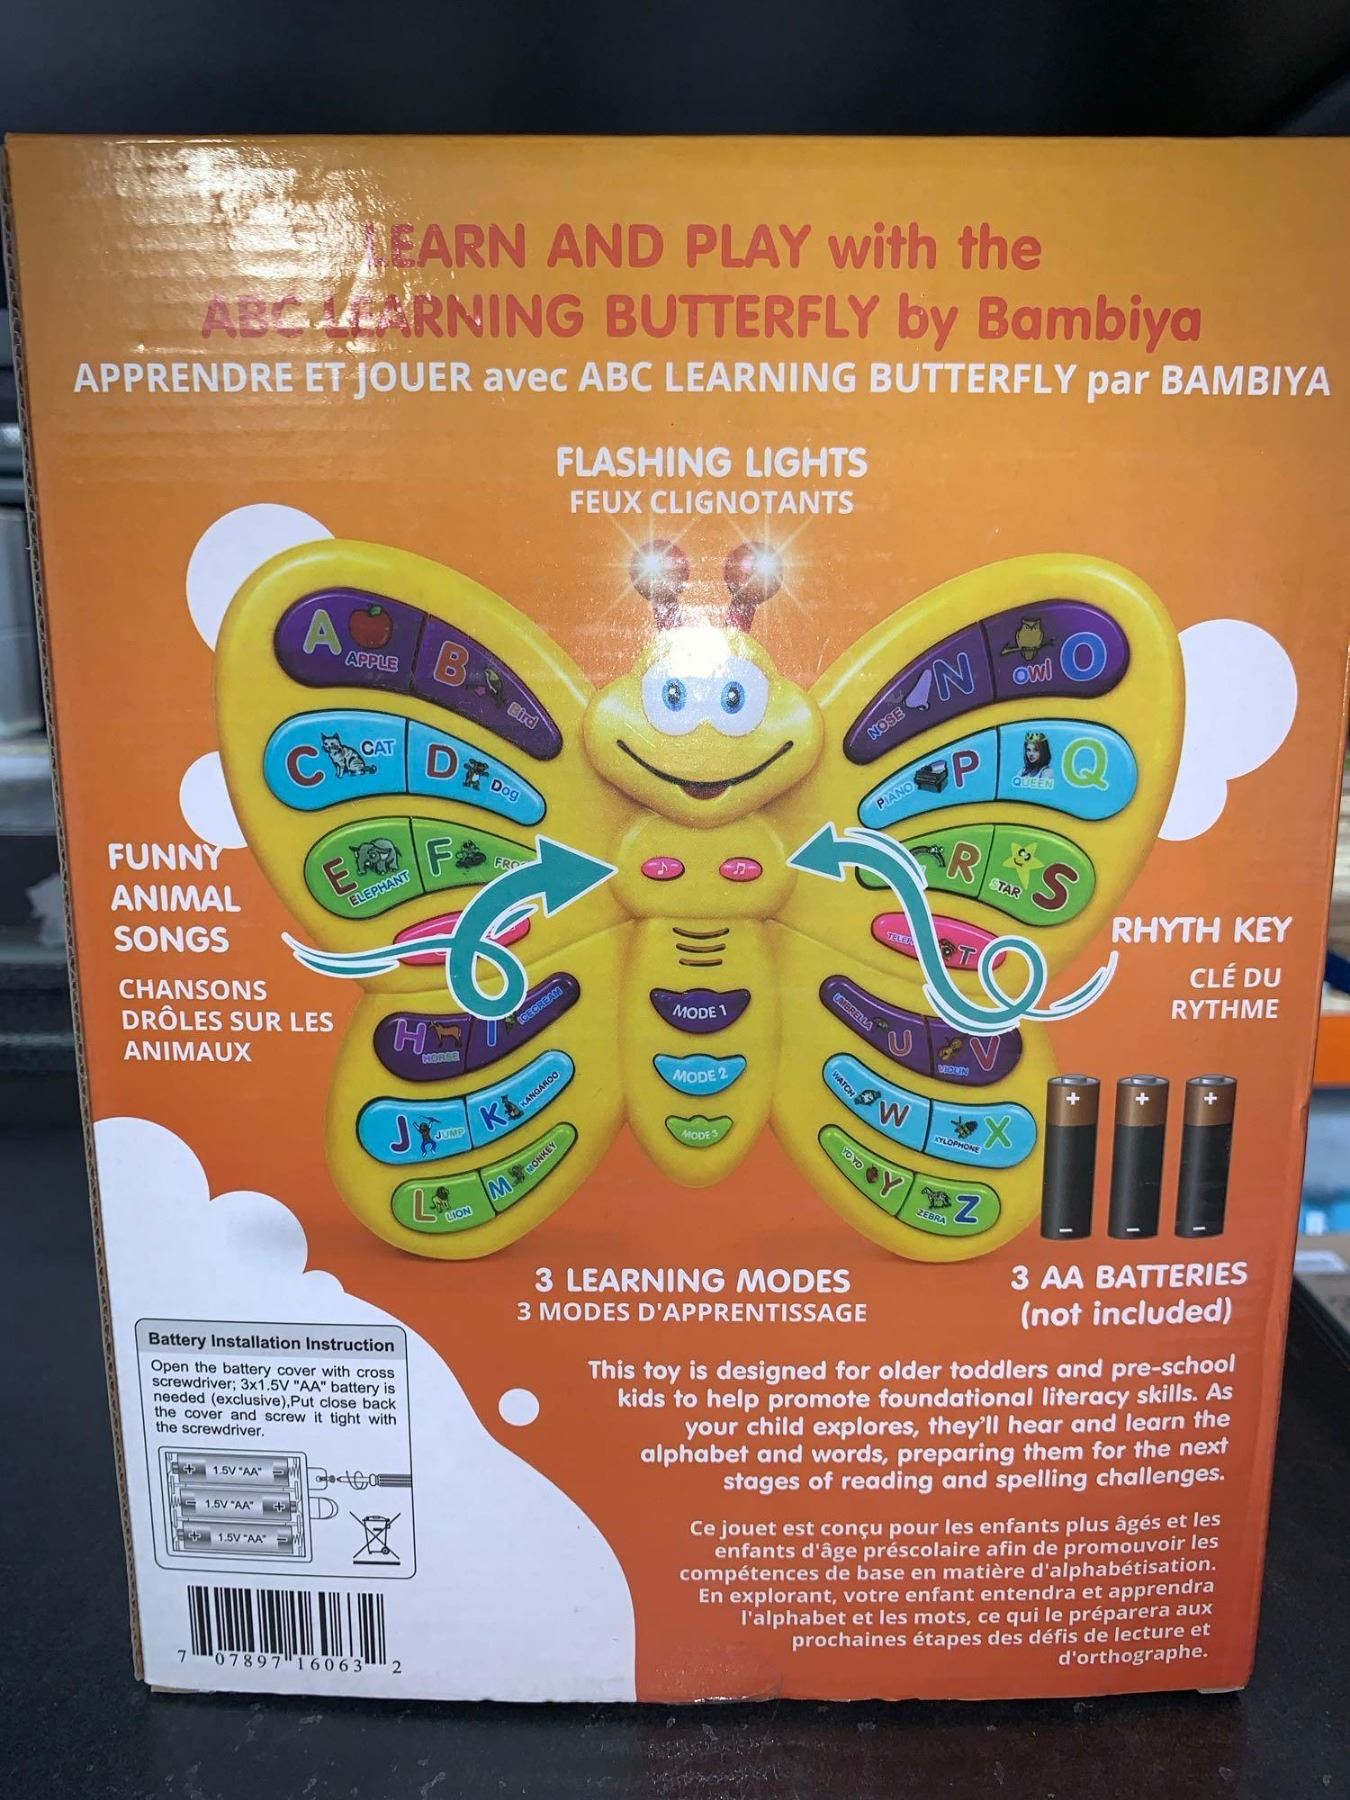 LEARN AND PLAY with the
ABC LEARNING BUTTERFLY by Bambiya
APPRENDRE ET JOUER avec ABC LEARNING BUTTERFLY par BAMBIYA
FLASHING LIGHTS
FEUX CLIGNOTANTS
A APPLE B Bird
NOSE N owl O
C CAT D Dog
PIANO P QUEEN Q
E ELEPHANT F
R STAR S
T
FUNNY
ANIMAL
SONGS
CHANSONS
DRÔLES SUR LES
ANIMAUX
RHYTH KEY
CLÉ DU
RYTHME
H HORSE I ICECREAM
UMBRELLA U VIOLIN V
J JUMP K KANGAROO
WATCH W XYLOPHONE X
L LION M MONKEY
YO YO Y ZEBRA Z
MODE 1
MODE 2
MODE 3
+ + +
- - -
3 LEARNING MODES
3 MODES D'APPRENTISSAGE
3 AA BATTERIES
(not included)
Battery Installation Instruction
Open the battery cover with cross
screwdriver; 3x1.5V "AA" battery is
needed (exclusive),Put close back
the cover and screw it tight with
the screwdriver.
+ 1.5V "AA" -
- 1.5V "AA" +
+ 1.5V "AA" -
7 07897 16063 2
This toy is designed for older toddlers and pre-school
kids to help promote foundational literacy skills. As
your child explores, they'll hear and learn the
alphabet and words, preparing them for the next
stages of reading and spelling challenges.
Ce jouet est conçu pour les enfants plus âgés et les
enfants d'âge préscolaire afin de promouvoir les
compétences de base en matière d'alphabétisation.
En explorant, votre enfant entendra et apprendra
l'alphabet et les mots, ce qui le préparera aux
prochaines étapes des défis de lecture et
d'orthographe.